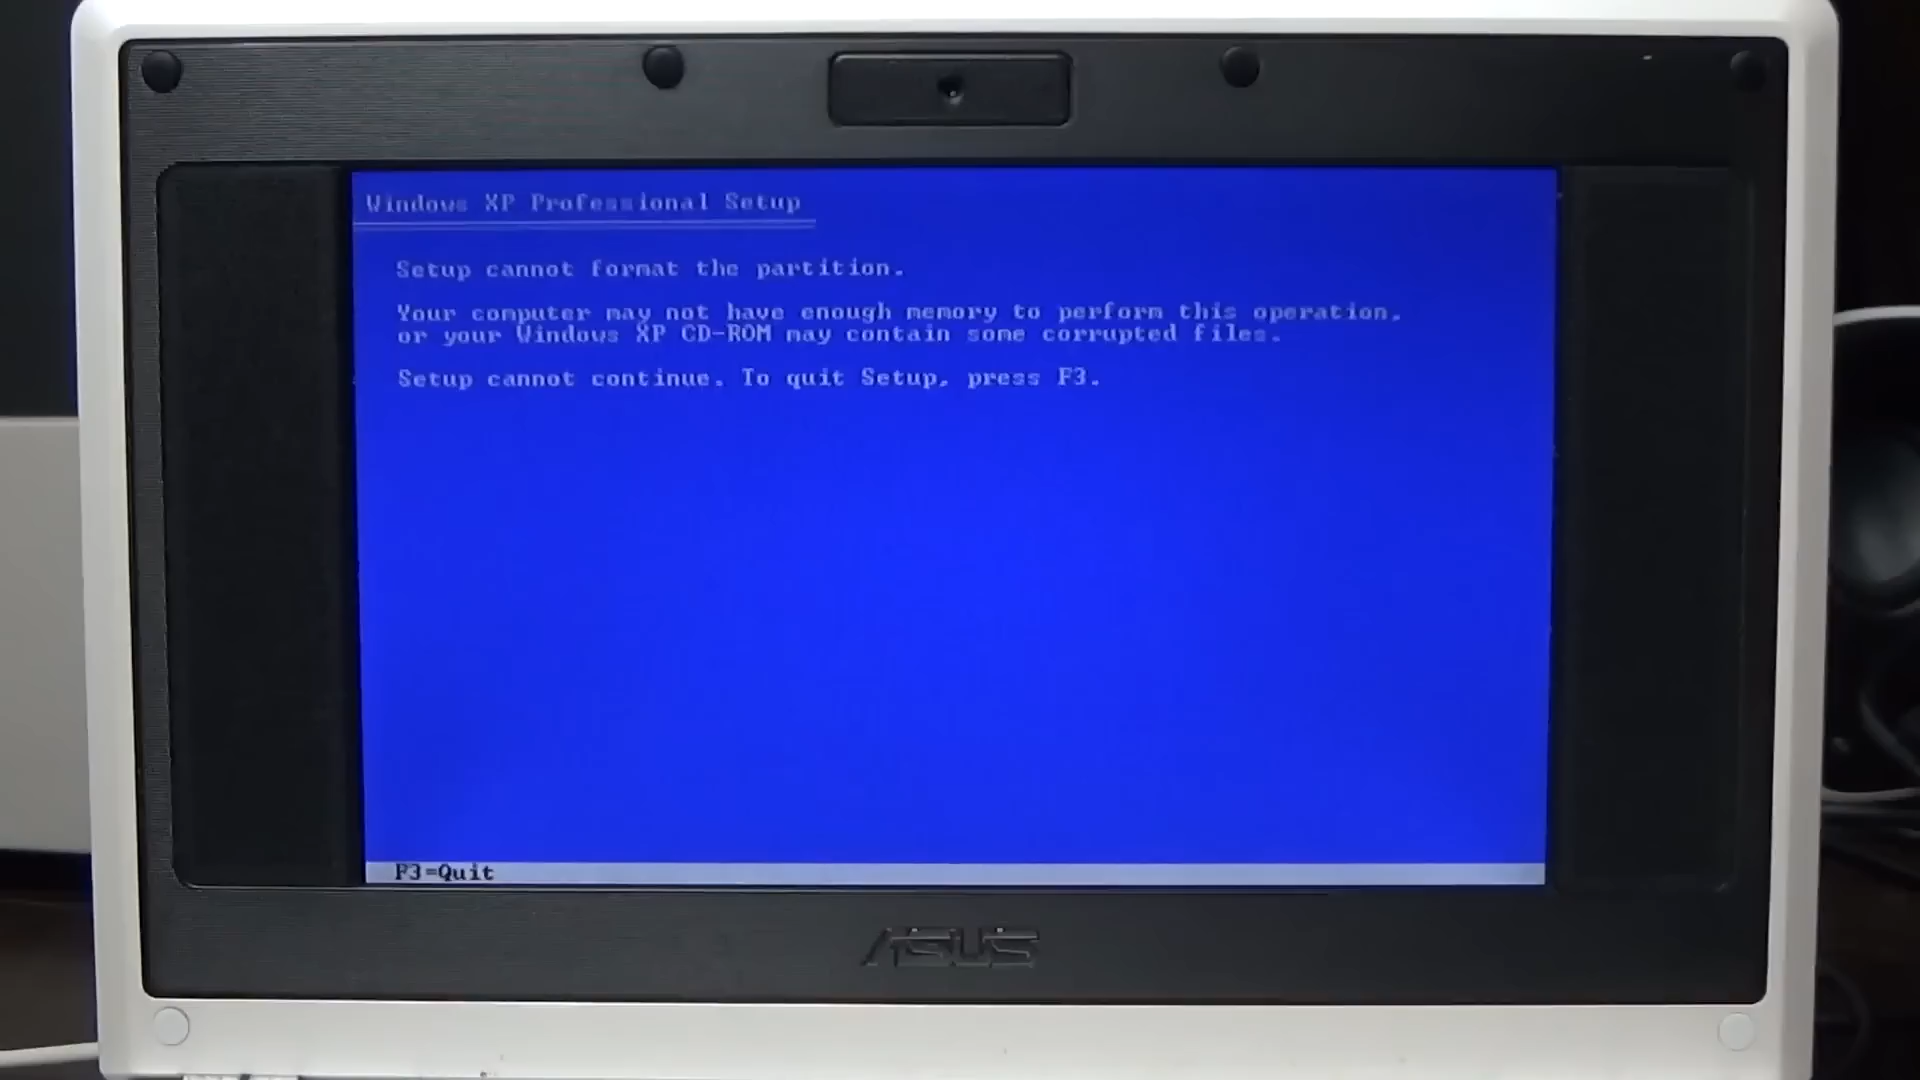 Windows XP Professional Setup
Setup cannot format the partition.
Your computer may not have enough memory to perform this operation,
or your Windows XP CD-ROM may contain some corrupted files.
Setup cannot continue. To quit Setup, press F3.
F3=Quit
ASUS